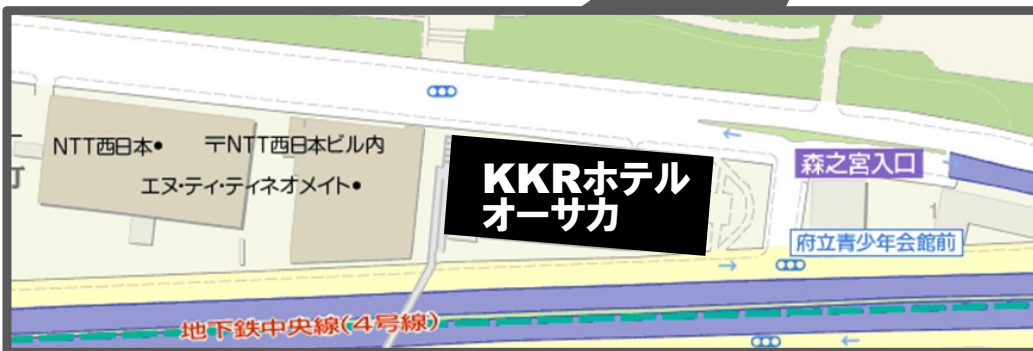 NTT西日本
〒NTT西日本ビル内
エヌ・ティ・ティネオメイト
KKRホテル
オーサカ
森之宮入口
府立青少年会館前
地下鉄中央線(4号線)